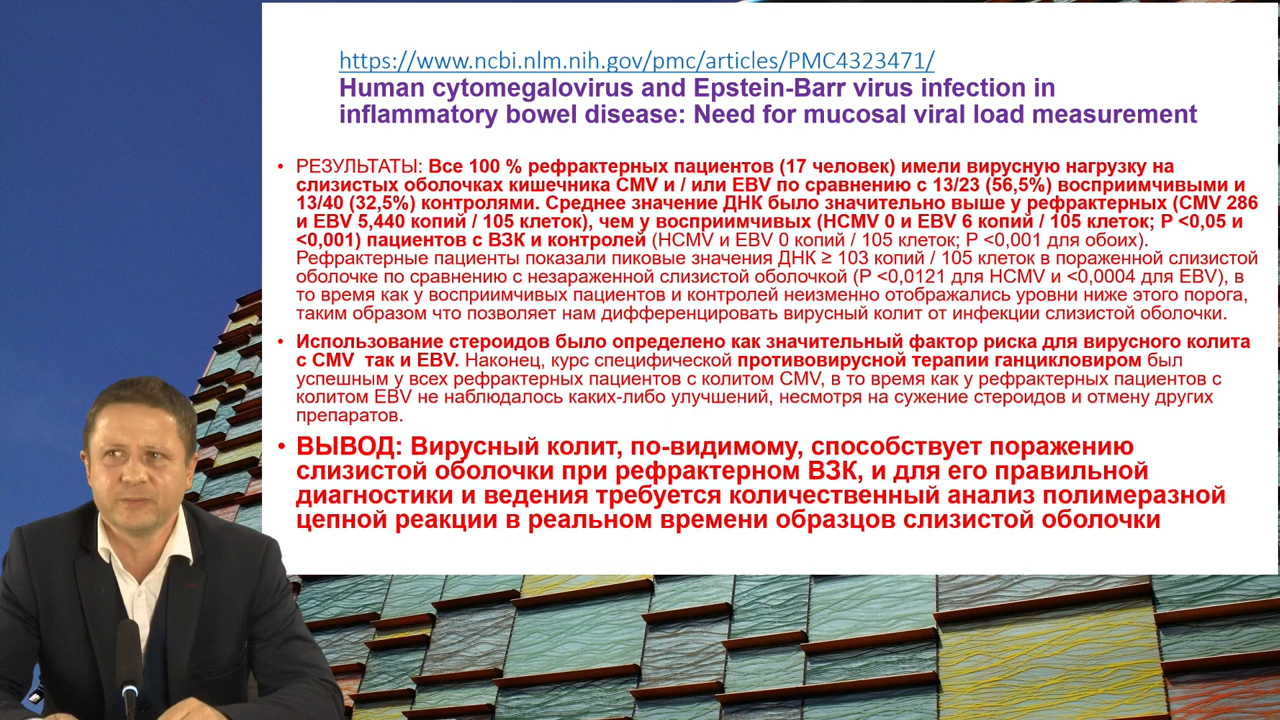 https://www.ncbi.nlm.nih.gov/pmc/articles/PMC4323471/
Human cytomegalovirus and Epstein-Barr virus infection in
inflammatory bowel disease: Need for mucosal viral load measurement
• РЕЗУЛЬТАТЫ: Все 100 % рефрактерных пациентов (17 человек) имели вирусную нагрузку на
слизистых оболочках кишечника CMV и / или EBV по сравнению с 13/23 (56,5%) восприимчивыми и
13/40 (32,5%) контролями. Среднее значение ДНК было значительно выше у рефрактерных (CMV 286
и EBV 5,440 копий / 105 клеток), чем у восприимчивых (HCMV 0 и EBV 6 копий / 105 клеток; P <0,05 и
<0,001) пациентов с ВЗК и контролей (HCMV и EBV 0 копий / 105 клеток; P <0,001 для обоих).
Рефрактерные пациенты показали пиковые значения ДНК ≥ 103 копий / 105 клеток в пораженной слизистой
оболочке по сравнению с незараженной слизистой оболочкой (P <0,0121 для HCMV и <0,0004 для EBV), в
то время как у восприимчивых пациентов и контролей неизменно отображались уровни ниже этого порога,
таким образом что позволяет нам дифференцировать вирусный колит от инфекции слизистой оболочки.
• Использование стероидов было определено как значительный фактор риска для вирусного колита
с CMV так и EBV. Наконец, курс специфической противовирусной терапии ганцикловиром был
успешным у всех рефрактерных пациентов с колитом CMV, в то время как у рефрактерных пациентов с
колитом EBV не наблюдалось каких-либо улучшений, несмотря на сужение стероидов и отмену других
препаратов.
• ВЫВОД: Вирусный колит, по-видимому, способствует поражению
слизистой оболочки при рефрактерном ВЗК, и для его правильной
диагностики и ведения требуется количественный анализ полимеразной
цепной реакции в реальном времени образцов слизистой оболочки